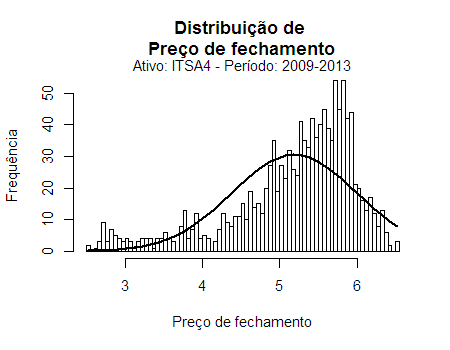 Distribuição de
Preço de fechamento
Ativo: ITSA4 - Período: 2009-2013
Frequência
50
40
30
20
10
0
3 4 5 6
Preço de fechamento